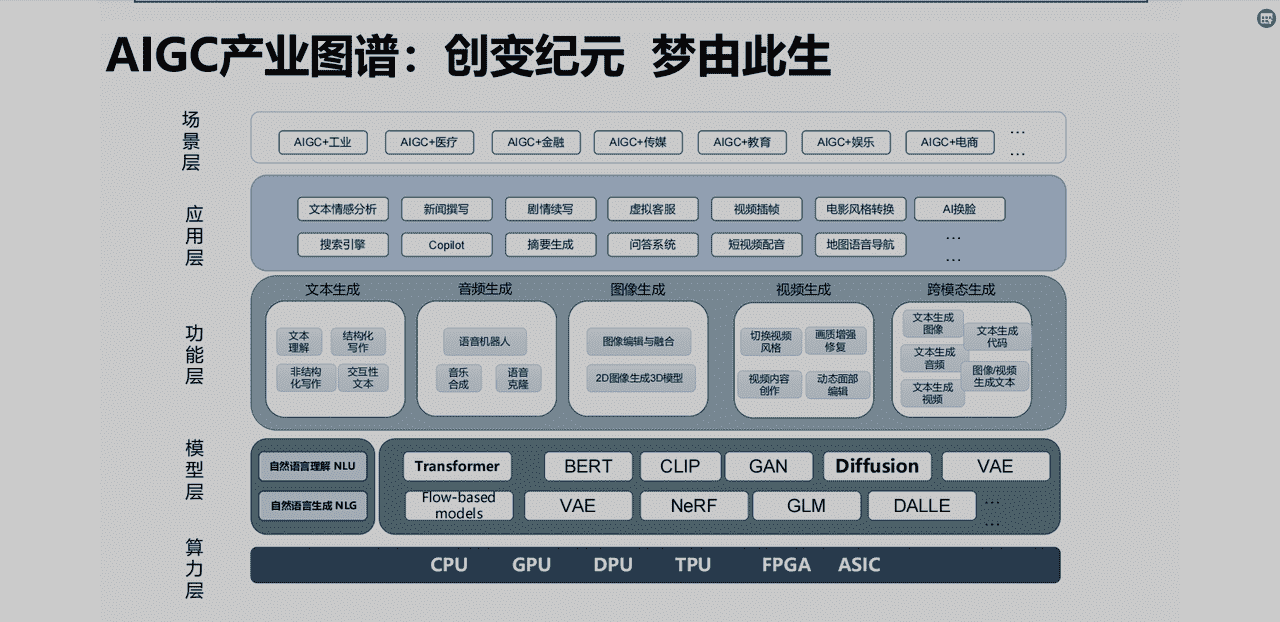 AIGC产业图谱：创变纪元 梦由此生
场景层
AIGC+工业
AIGC+医疗
AIGC+金融
AIGC+传媒
AIGC+教育
AIGC+娱乐
AIGC+电商
...
...
应用层
文本情感分析
新闻撰写
剧情续写
虚拟客服
视频插帧
电影风格转换
AI换脸
搜索引擎
Copilot
摘要生成
问答系统
短视频配音
地图语音导航
...
...
功能层
文本生成
文本
理解
结构化
写作
非结构
化写作
交互性
文本
音频生成
语音机器人
音乐
合成
语音
克隆
图像生成
图像编辑与融合
2D图像生成3D模型
视频生成
切换视频
风格
画质增强
修复
视频内容
创作
动态面部
编辑
跨模态生成
文本生成
图像
文本生成
代码
文本生成
音频
图像/视频
生成文本
文本生成
视频
模型层
自然语言理解 NLU
自然语言生成 NLG
Transformer
BERT
CLIP
GAN
Diffusion
VAE
Flow-based
models
VAE
NeRF
GLM
DALLE
...
...
算力层
CPU
GPU
DPU
TPU
FPGA
ASIC